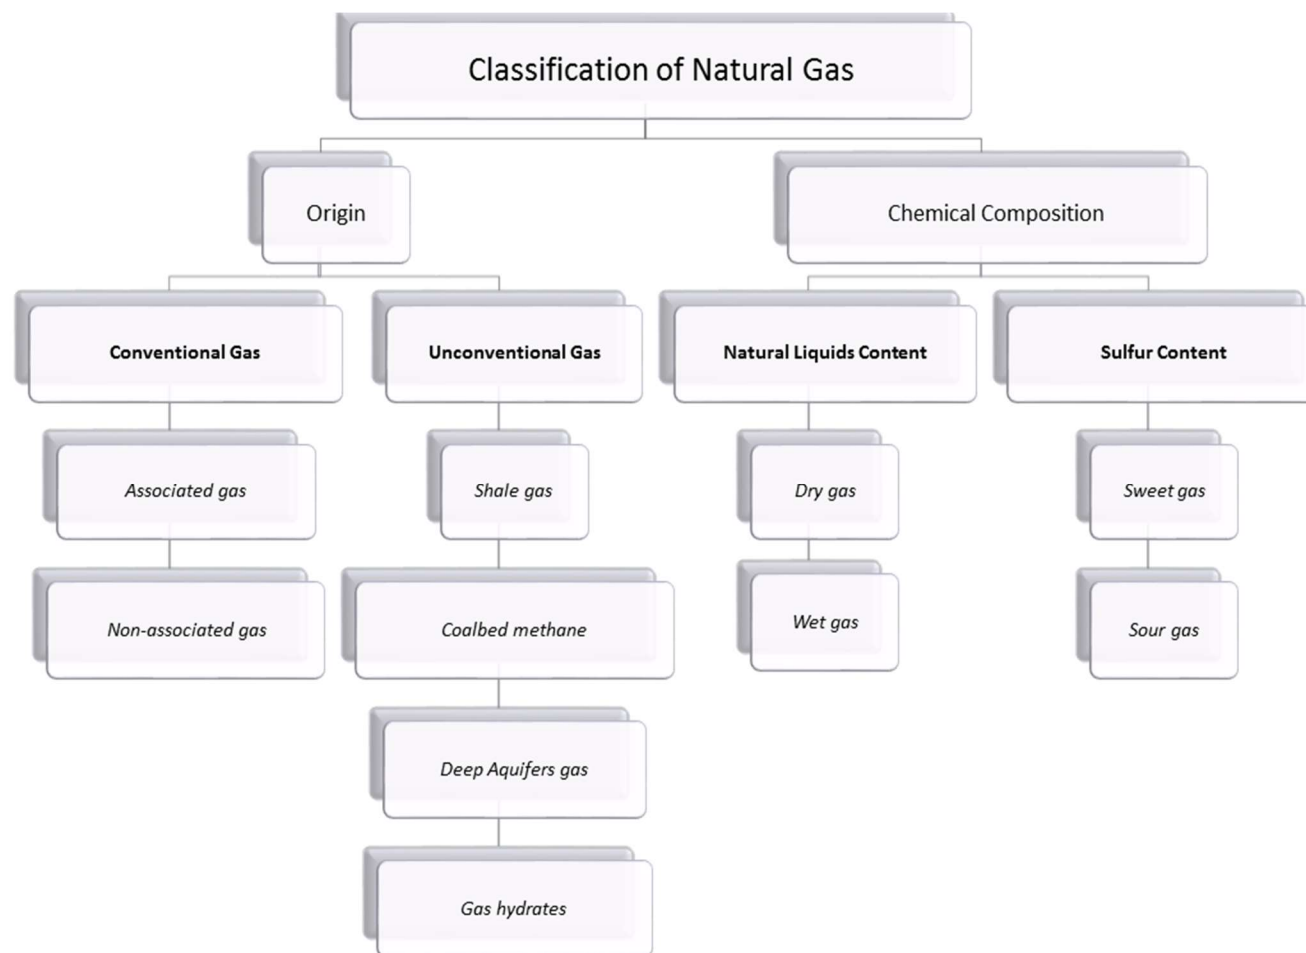 Classification of Natural Gas
Origin
Chemical Composition
Conventional Gas
Unconventional Gas
Natural Liquids Content
Sulfur Content
Associated gas
Shale gas
Dry gas
Sweet gas
Non-associated gas
Coalbed methane
Wet gas
Sour gas
Deep Aquifers gas
Gas hydrates